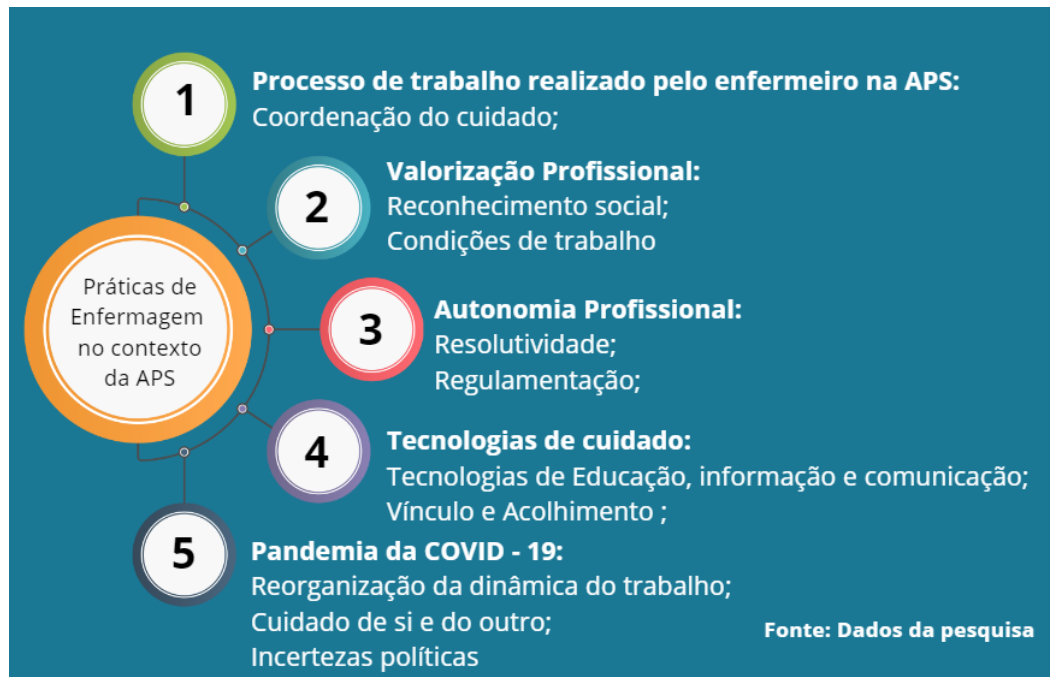 1
Processo de trabalho realizado pelo enfermeiro na APS:
Coordenação do cuidado;
2
Valorização Profissional:
Reconhecimento social;
Condições de trabalho
Práticas de
Enfermagem
no contexto
da APS
3
Autonomia Profissional:
Resolutividade;
Regulamentação;
4
Tecnologias de cuidado:
Tecnologias de Educação, informação e comunicação;
Vínculo e Acolhimento ;
5
Pandemia da COVID - 19:
Reorganização da dinâmica do trabalho;
Cuidado de si e do outro;
Incertezas políticas
Fonte: Dados da pesquisa